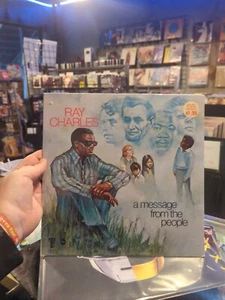 RAY
CHARLES
a message
from the
people